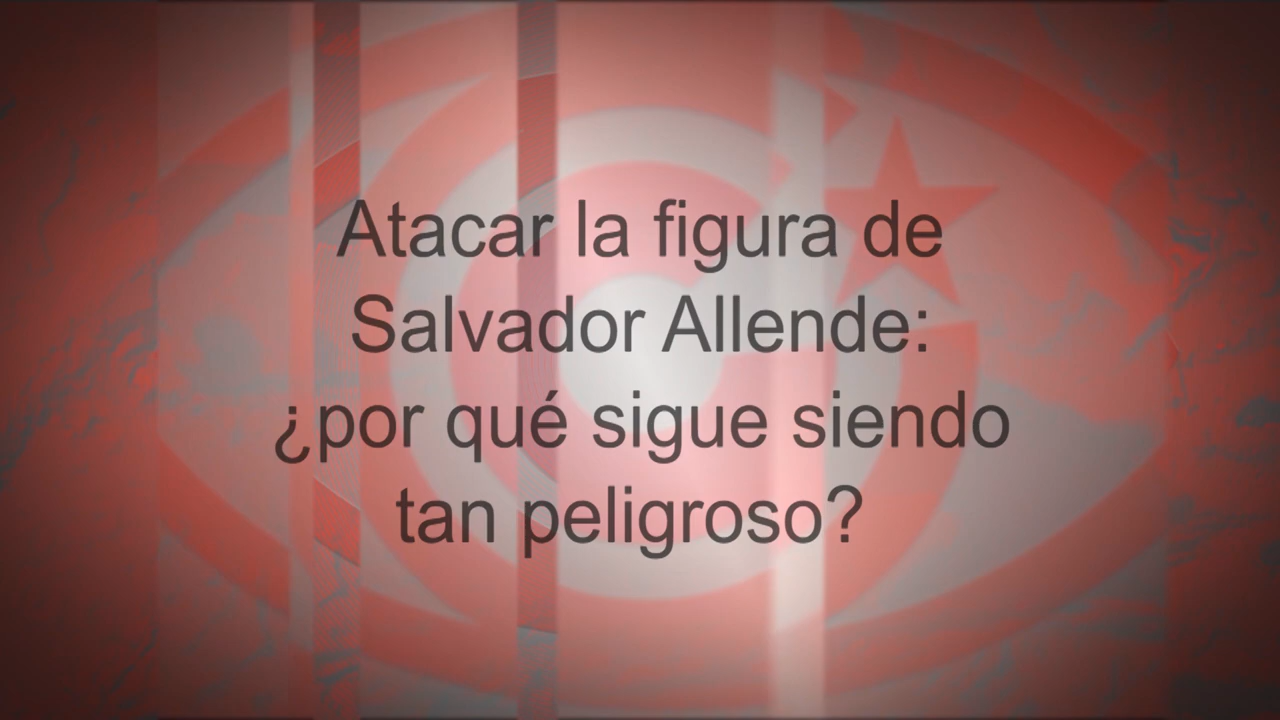 Atacar la figura de
Salvador Allende:
¿por qué sigue siendo
tan peligroso?